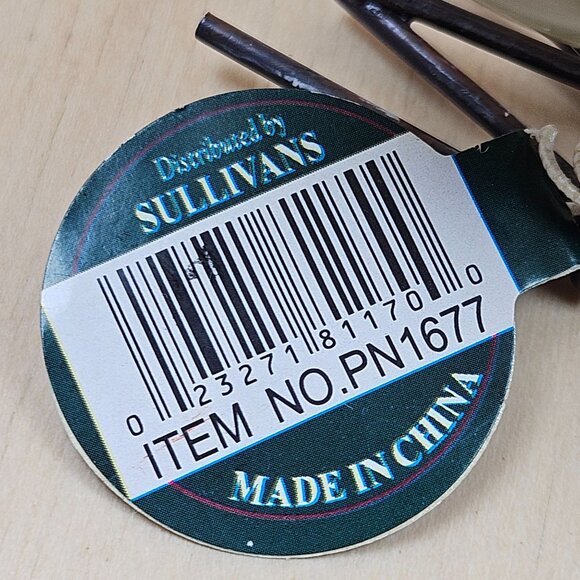 Distributed by
SULLIVANS
0 23271 81170 0
ITEM NO.PN1677
MADE IN CHINA